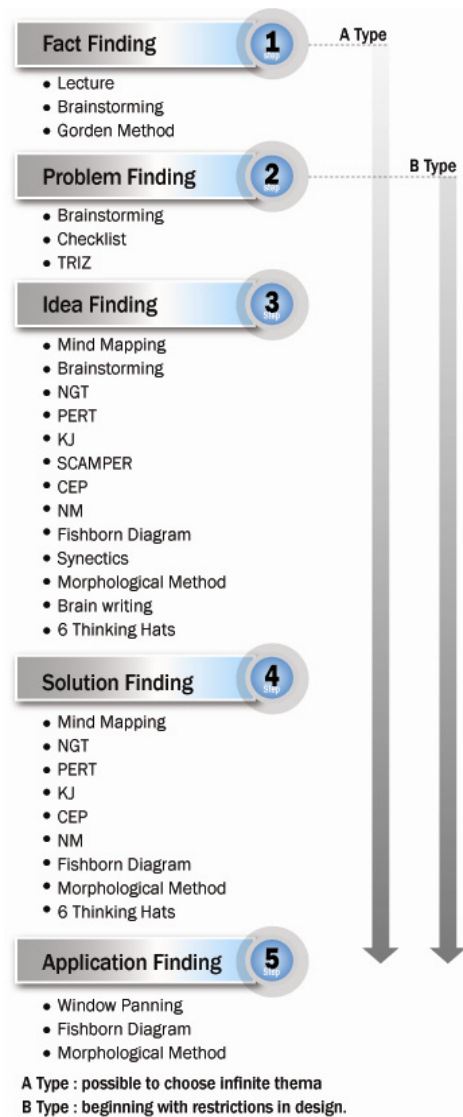 Fact Finding
1
Step
A Type
• Lecture
• Brainstorming
• Gorden Method
Problem Finding
2
Step
B Type
• Brainstorming
• Checklist
• TRIZ
Idea Finding
3
Step
• Mind Mapping
• Brainstorming
• NGT
• PERT
• KJ
• SCAMPER
• CEP
• NM
• Fishborn Diagram
• Synectics
• Morphological Method
• Brain writing
• 6 Thinking Hats
Solution Finding
4
Step
• Mind Mapping
• NGT
• PERT
• KJ
• CEP
• NM
• Fishborn Diagram
• Morphological Method
• 6 Thinking Hats
Application Finding
5
Step
• Window Panning
• Fishborn Diagram
• Morphological Method
A Type : possible to choose infinite thema
B Type : beginning with restrictions in design.